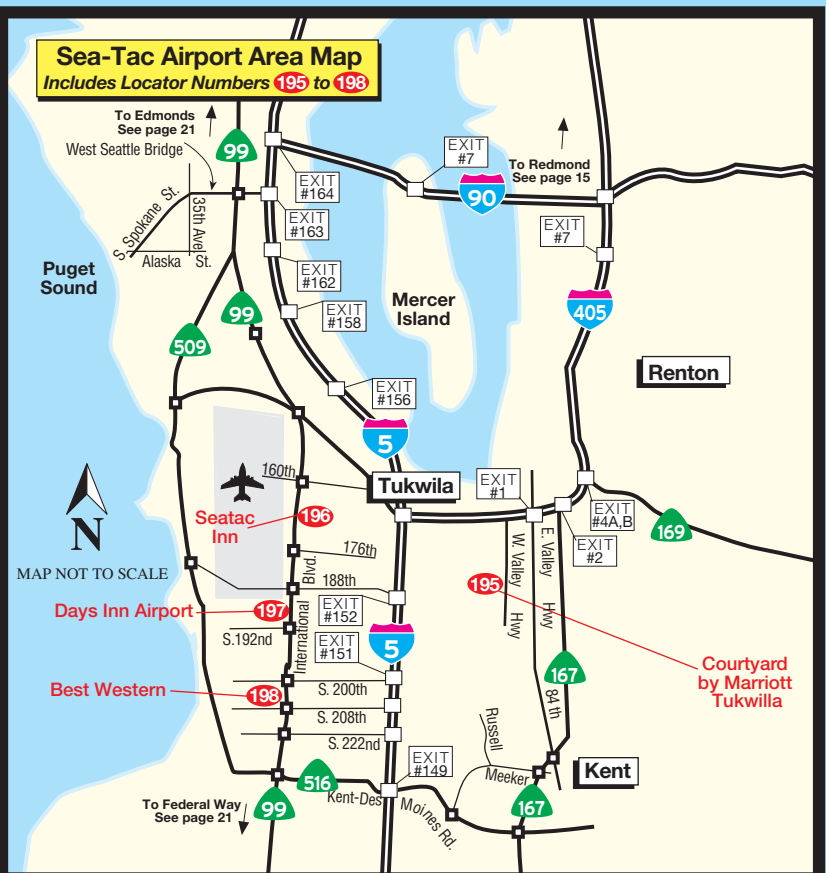 Sea-Tac Airport Area Map
Includes Locator Numbers 195 to 198
To Edmonds
See page 21
West Seattle Bridge
99
EXIT
#164
EXIT
#7
To Redmond
See page 15
90
S. Spokane St.
35th Ave
EXIT
#163
EXIT
#7
Alaska St.
EXIT
#162
Puget
Sound
99
EXIT
#158
Mercer
Island
405
509
Renton
EXIT
#156
5
160th
Tukwila
EXIT
#1
EXIT
#4A,B
169
Seatac
Inn
196
N
MAP NOT TO SCALE
176th
Blvd.
188th
W. Valley
Hwy
E. Valley
Hwy
EXIT
#2
195
EXIT
#152
Days Inn Airport
197
International
S.192nd
EXIT
#151
5
Courtyard
by Marriott
Tukwilla
Best Western
198
S. 200th
167
84 th
S. 208th
Russell
S. 222nd
EXIT
#149
Meeker
Kent
516
Kent-Des Moines Rd.
167
To Federal Way
See page 21
99